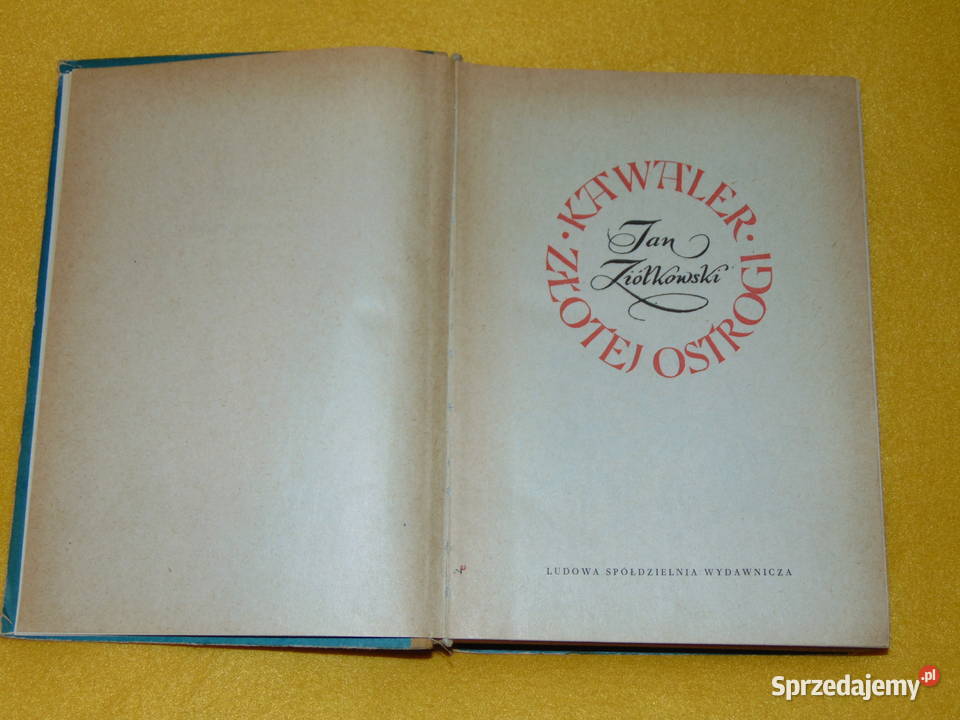 · KAWALER ·
Jan
Ziółkowski
ZŁOTEJ OSTROGI
LUDOWA SPÓŁDZIELNIA WYDAWNICZA
Sprzedajemy.pl